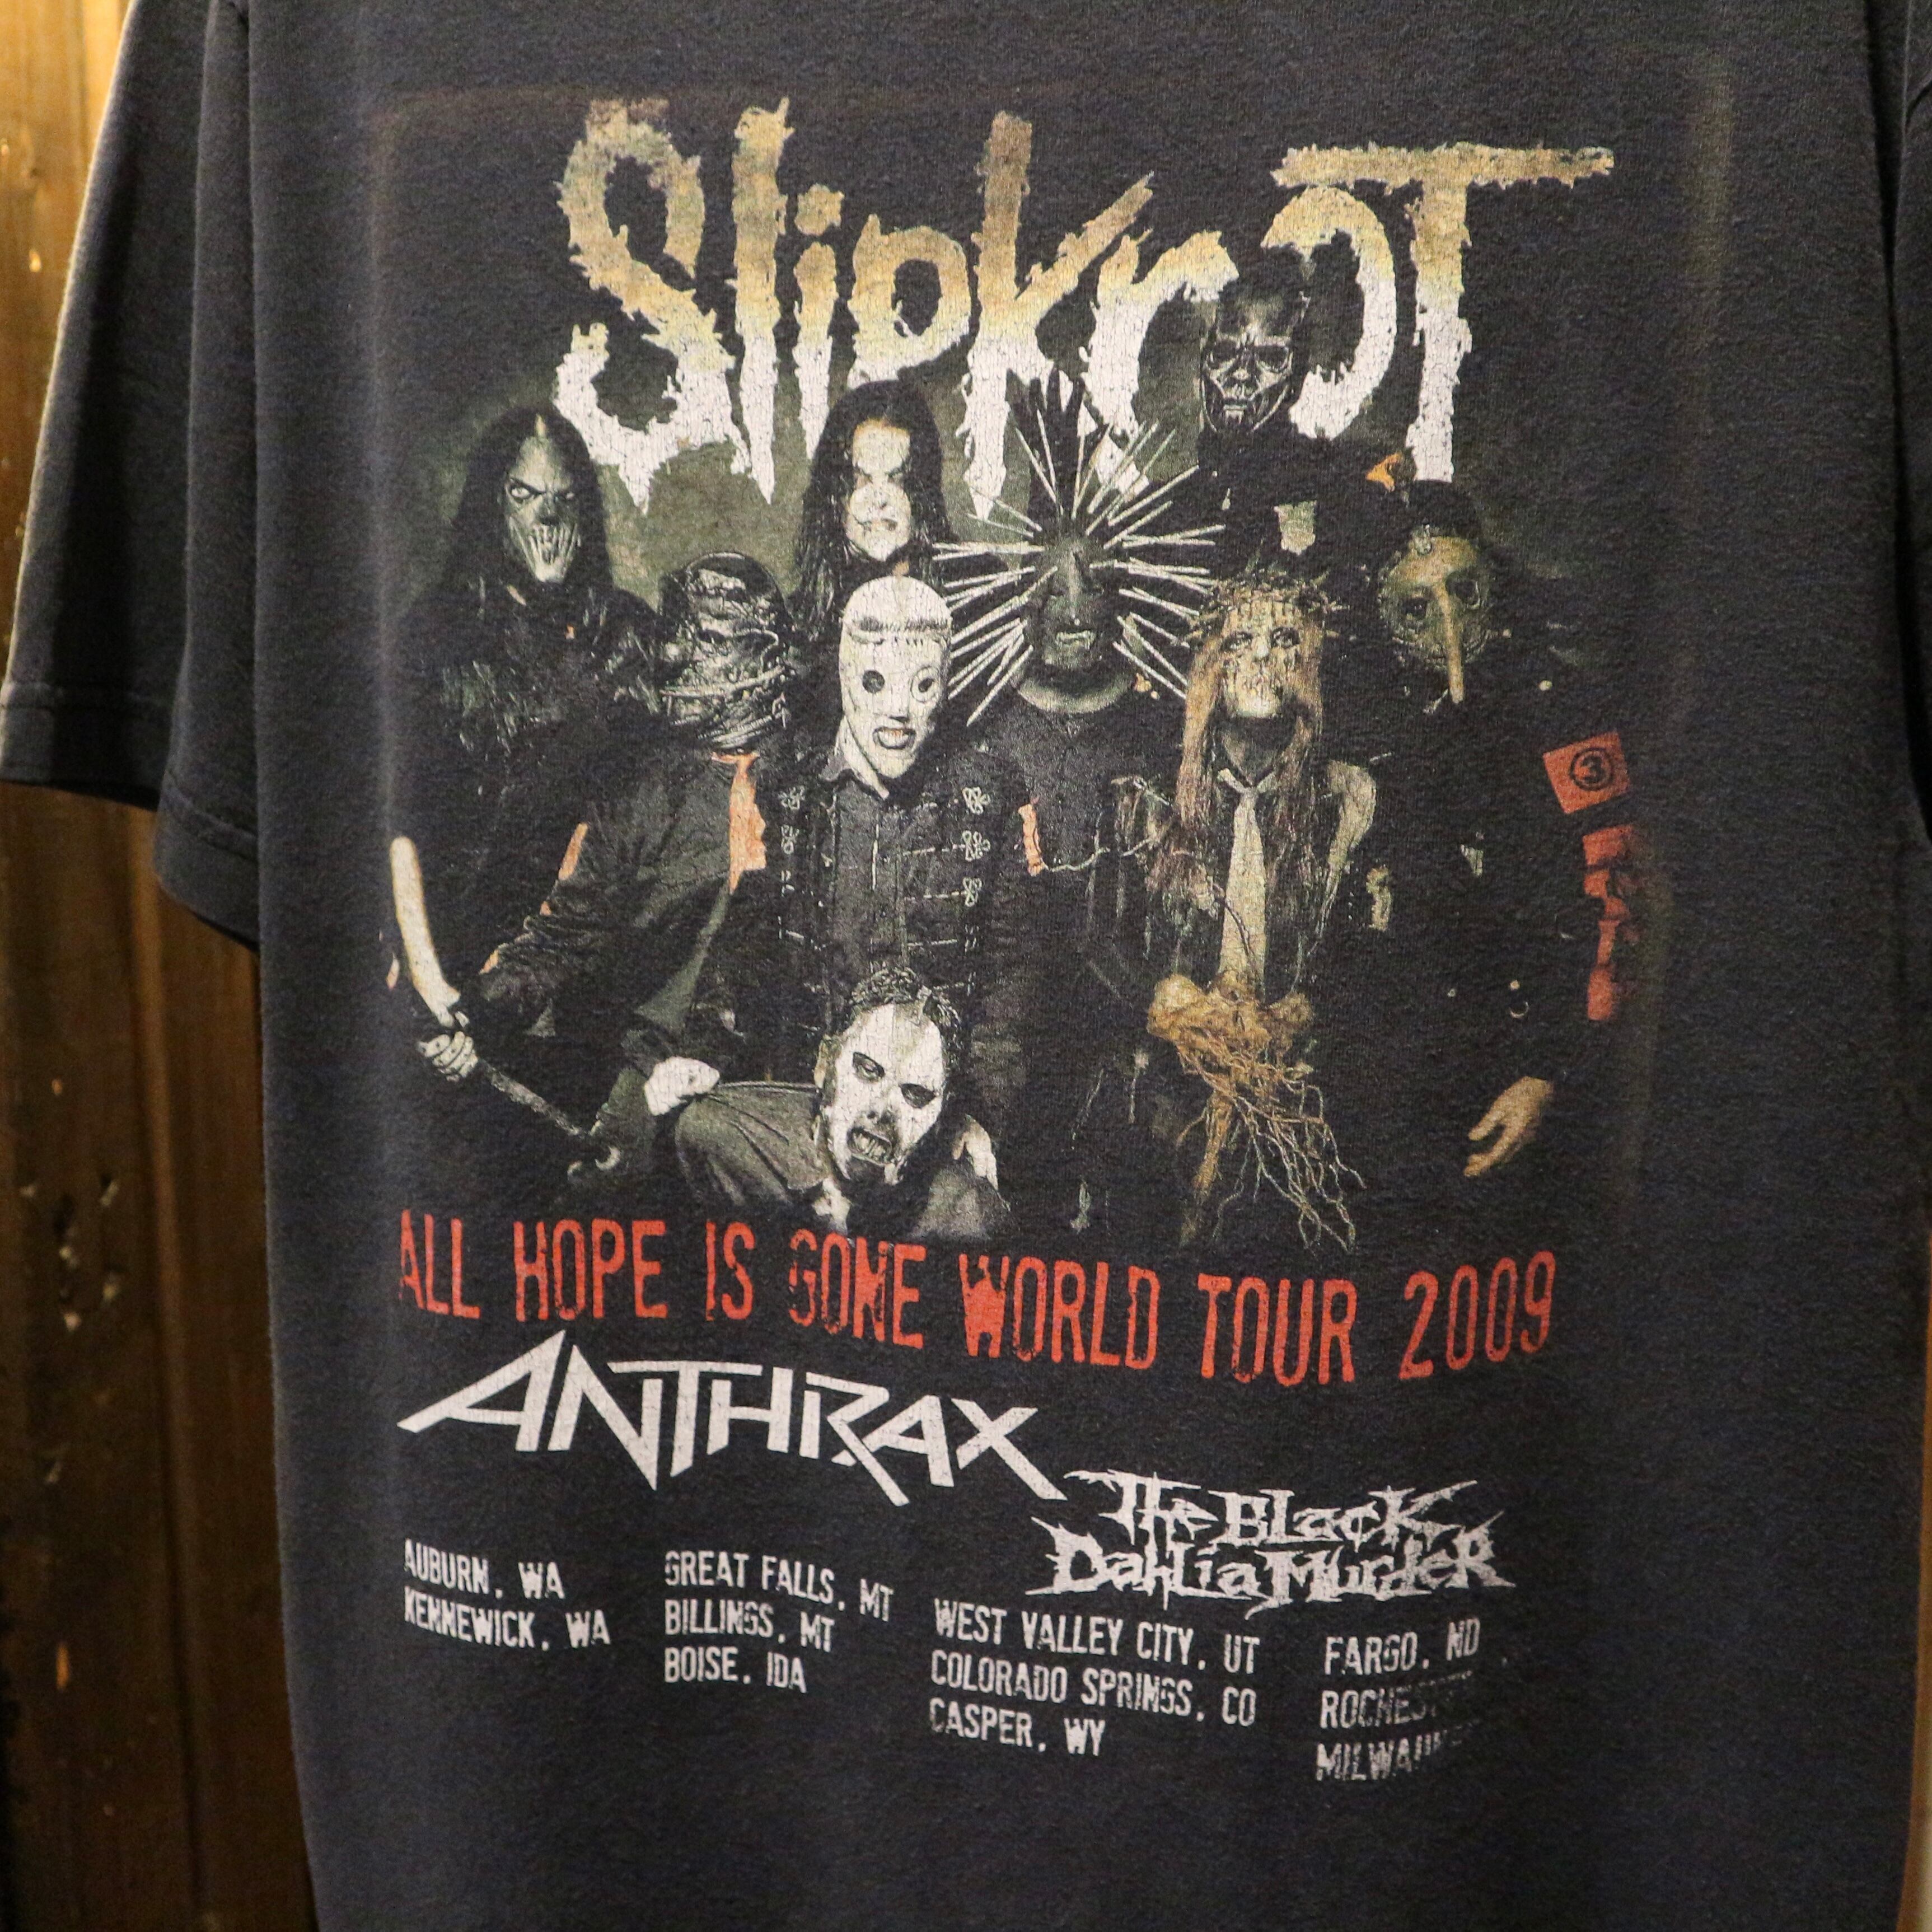 SlipknoT
3
ALL HOPE IS GONE WORLD TOUR 2009
ANTHRAX
The Black
Dahlia Murder
AUBURN, WA
KENNEWICK, WA
GREAT FALLS, MT
BILLINGS, MT
BOISE, IDA
WEST VALLEY CITY, UT
COLORADO SPRINGS, CO
CASPER, WY
FARGO, ND